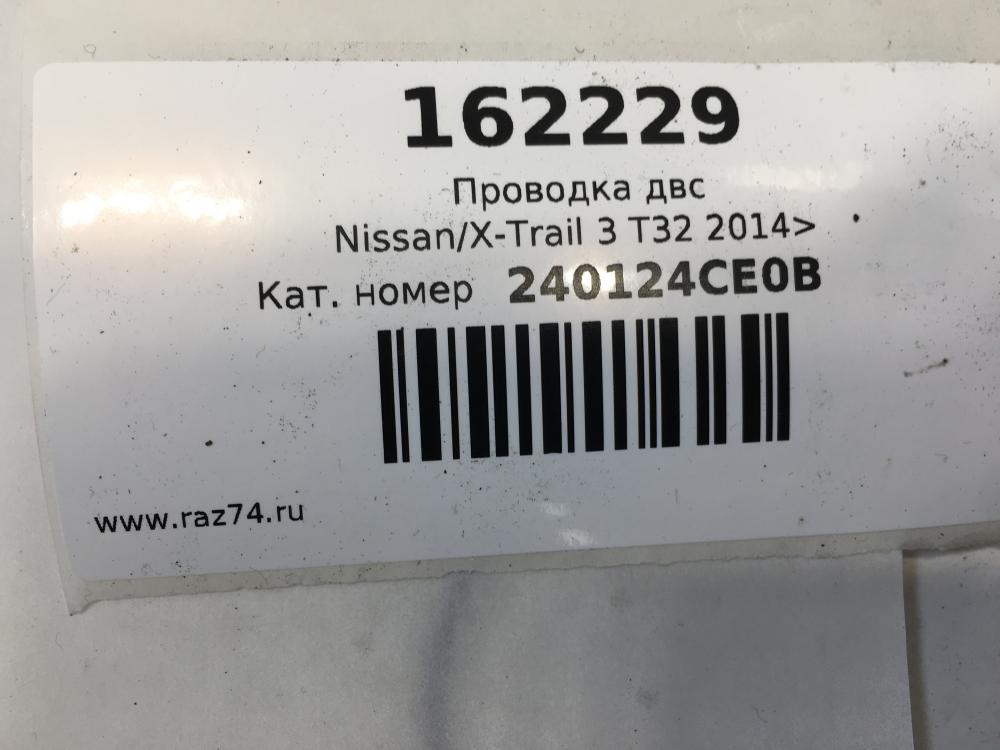 162229
Проводка двс
Nissan/X-Trail 3 T32 2014>
Кат. номер 240124CE0B
www.raz74.ru